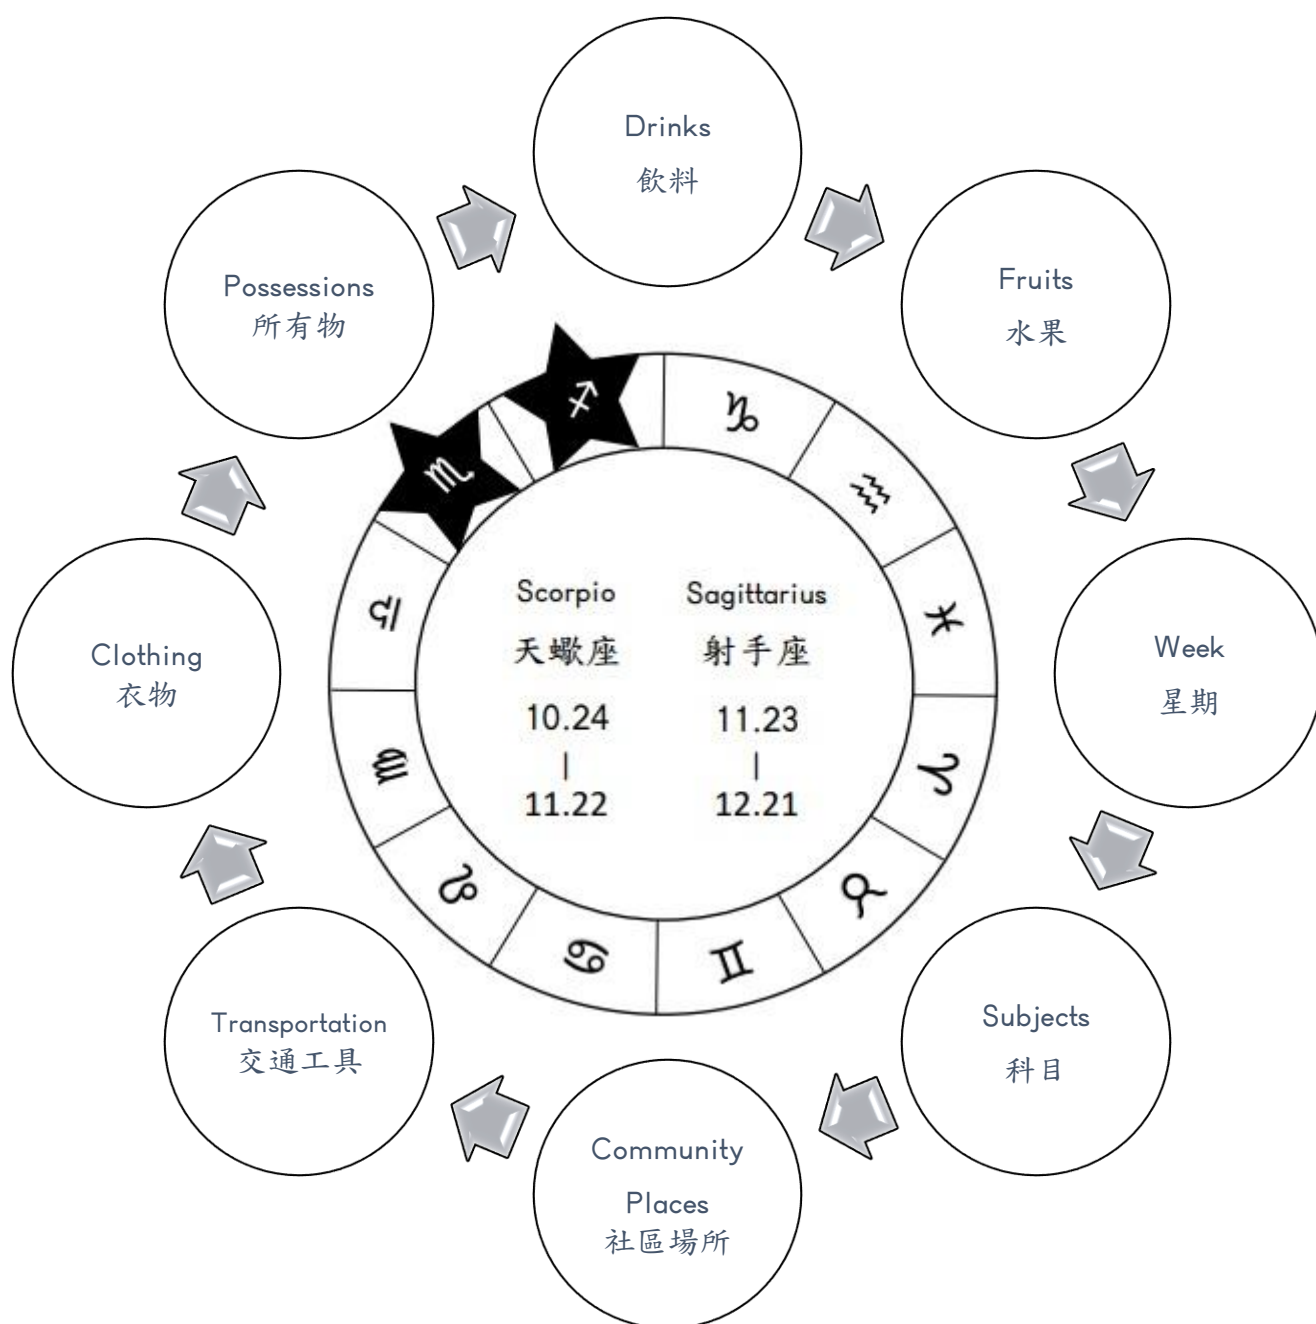 Drinks
飲料
Fruits
水果
Week
星期
Subjects
科目
Community
Places
社區場所
Transportation
交通工具
Clothing
衣物
Possessions
所有物
♐
♑
♒
♓
♈
♉
♊
♋
♌
♍
♎
♏
Scorpio
天蠍座
10.24
|
11.22
Sagittarius
射手座
11.23
|
12.21